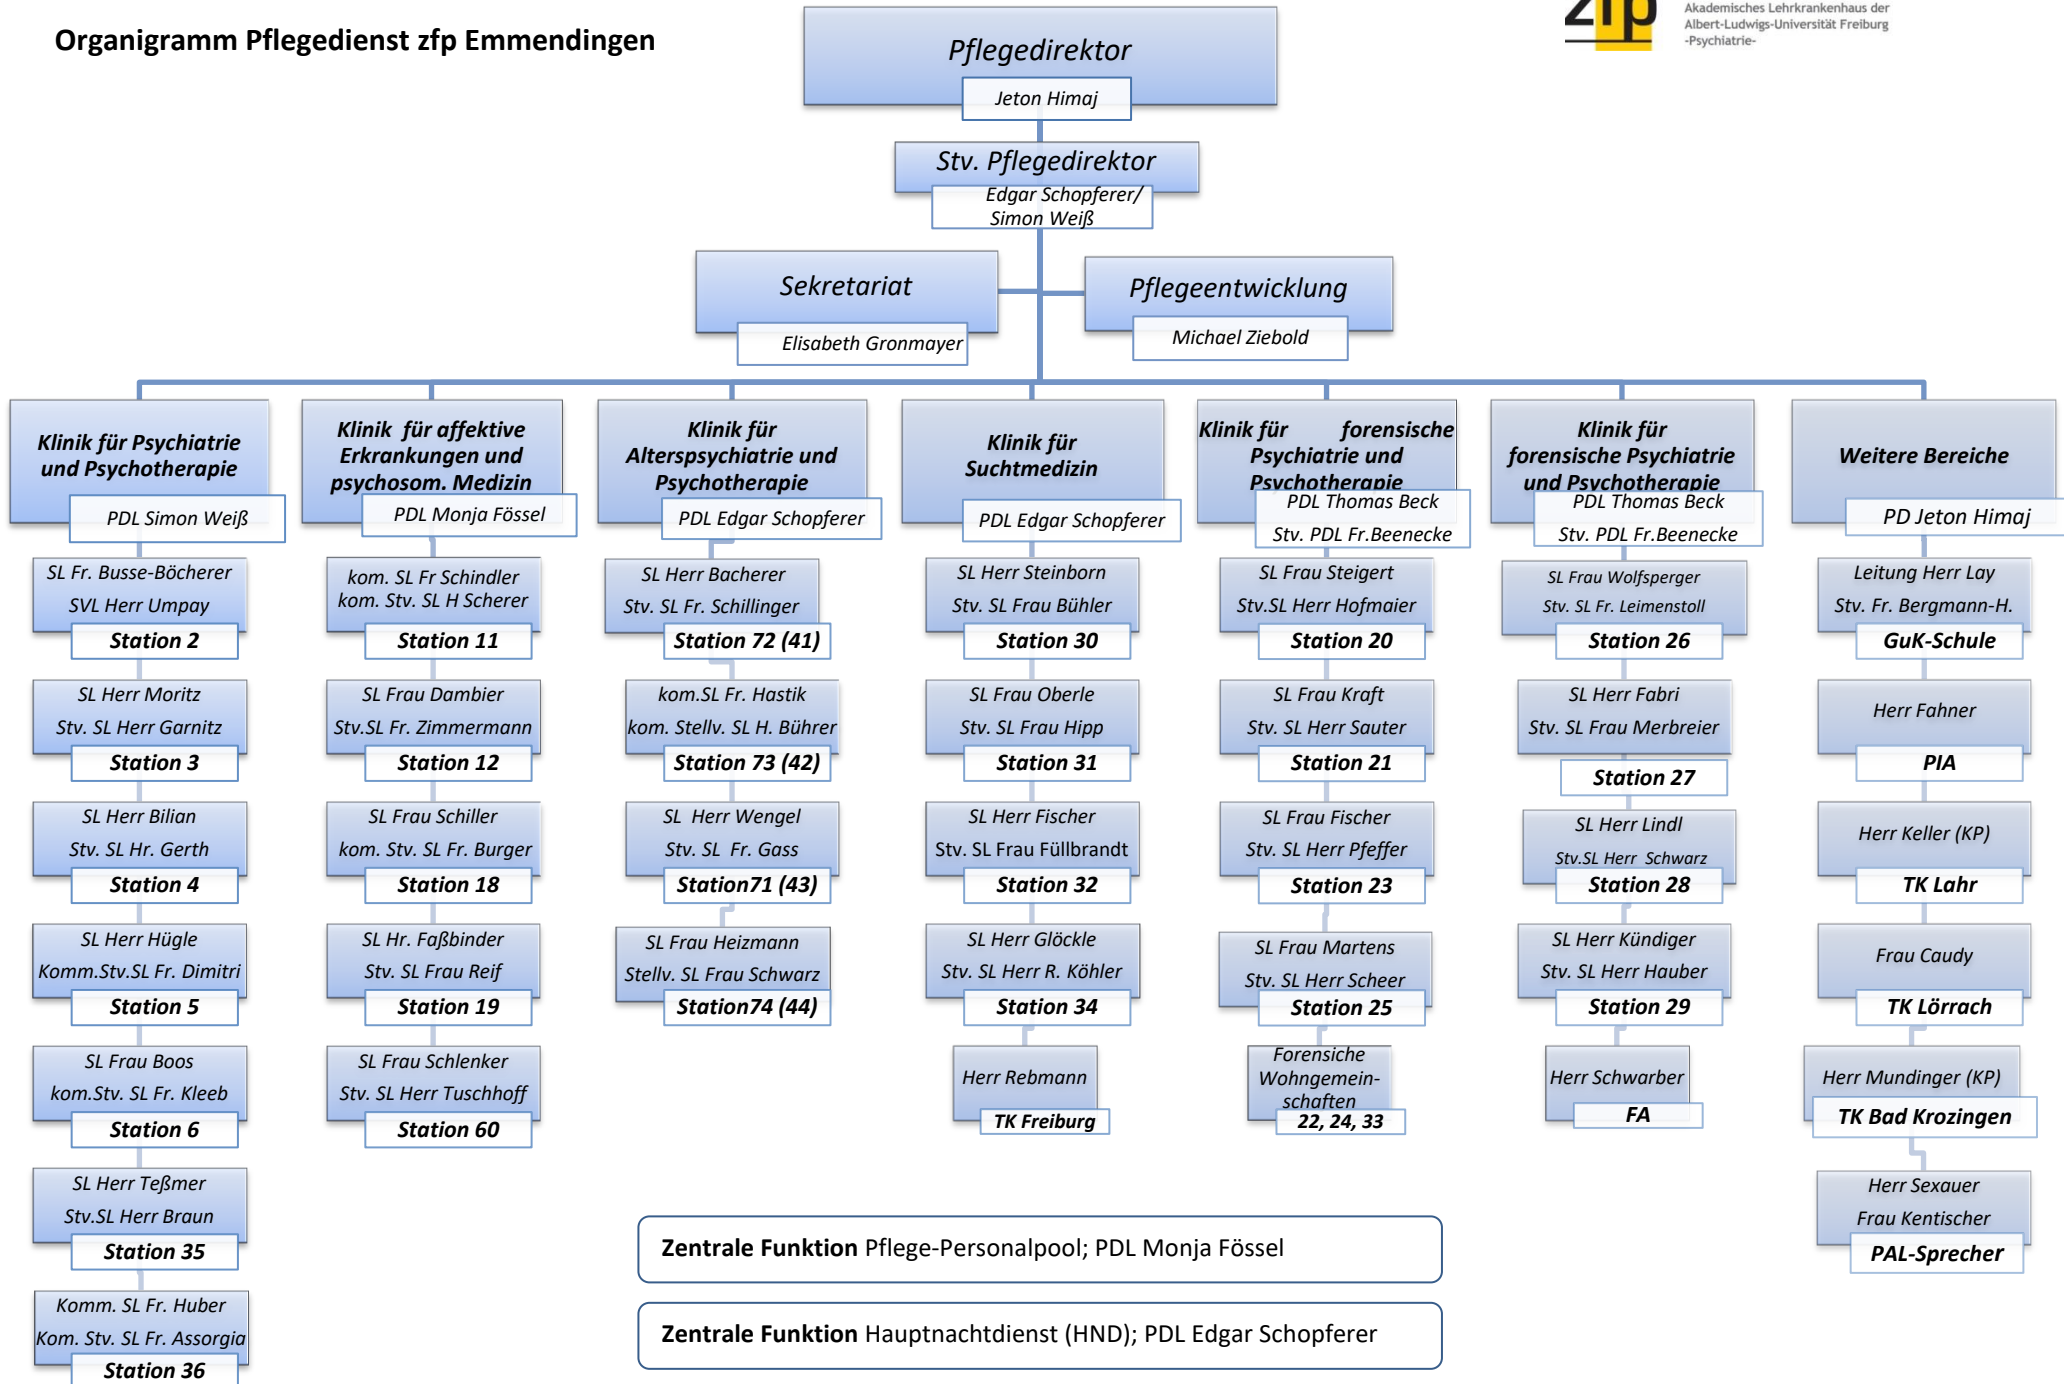 Organigramm Pflegedienst zfp Emmendingen
zfp
Akademisches Lehrkrankenhaus der
Albert-Ludwigs-Universität Freiburg
-Psychiatrie-
Pflegedirektor
Jeton Himaj
Stv. Pflegedirektor
Edgar Schopferer/
Simon Weiß
Sekretariat
Elisabeth Gronmayer
Pflegeentwicklung
Michael Ziebold
Klinik für Psychiatrie
und Psychotherapie
PDL Simon Weiß
SL Fr. Busse-Böcherer
SVL Herr Umpay
Station 2
SL Herr Moritz
Stv. SL Herr Garnitz
Station 3
SL Herr Bilian
Stv. SL Hr. Gerth
Station 4
SL Herr Hügle
Komm.Stv.SL Fr. Dimitri
Station 5
SL Frau Boos
kom.Stv. SL Fr. Kleeb
Station 6
SL Herr Teßmer
Stv.SL Herr Braun
Station 35
Komm. SL Fr. Huber
Kom. Stv. SL Fr. Assorgia
Station 36
Klinik für affektive
Erkrankungen und
psychosom. Medizin
PDL Monja Fössel
kom. SL Fr Schindler
kom. Stv. SL H Scherer
Station 11
SL Frau Dambier
Stv.SL Fr. Zimmermann
Station 12
SL Frau Schiller
kom. Stv. SL Fr. Burger
Station 18
SL Hr. Faßbinder
Stv. SL Frau Reif
Station 19
SL Frau Schlenker
Stv. SL Herr Tuschhoff
Station 60
Klinik für
Alterspsychiatrie und
Psychotherapie
PDL Edgar Schopferer
SL Herr Bacherer
Stv. SL Fr. Schillinger
Station 72 (41)
kom.SL Fr. Hastik
kom. Stellv. SL H. Bührer
Station 73 (42)
SL Herr Wengel
Stv. SL Fr. Gass
Station71 (43)
SL Frau Heizmann
Stellv. SL Frau Schwarz
Station74 (44)
Klinik für
Suchtmedizin
PDL Edgar Schopferer
SL Herr Steinborn
Stv. SL Frau Bühler
Station 30
SL Frau Oberle
Stv. SL Frau Hipp
Station 31
SL Herr Fischer
Stv. SL Frau Füllbrandt
Station 32
SL Herr Glöckle
Stv. SL Herr R. Köhler
Station 34
Herr Rebmann
TK Freiburg
Klinik für forensische
Psychiatrie und
Psychotherapie
PDL Thomas Beck
Stv. PDL Fr.Beenecke
SL Frau Steigert
Stv.SL Herr Hofmaier
Station 20
SL Frau Kraft
Stv. SL Herr Sauter
Station 21
SL Frau Fischer
Stv. SL Herr Pfeffer
Station 23
SL Frau Martens
Stv. SL Herr Scheer
Station 25
Forensiche
Wohngemein-
schaften
22, 24, 33
Klinik für
forensische Psychiatrie
und Psychotherapie
PDL Thomas Beck
Stv. PDL Fr.Beenecke
SL Frau Wolfsperger
Stv. SL Fr. Leimenstoll
Station 26
SL Herr Fabri
Stv. SL Frau Merbreier
Station 27
SL Herr Lindl
Stv.SL Herr Schwarz
Station 28
SL Herr Kündiger
Stv. SL Herr Hauber
Station 29
Herr Schwarber
FA
Weitere Bereiche
PD Jeton Himaj
Leitung Herr Lay
Stv. Fr. Bergmann-H.
GuK-Schule
Herr Fahner
PIA
Herr Keller (KP)
TK Lahr
Frau Caudy
TK Lörrach
Herr Mundinger (KP)
TK Bad Krozingen
Herr Sexauer
Frau Kentischer
PAL-Sprecher
Zentrale Funktion Pflege-Personalpool; PDL Monja Fössel
Zentrale Funktion Hauptnachtdienst (HND); PDL Edgar Schopferer